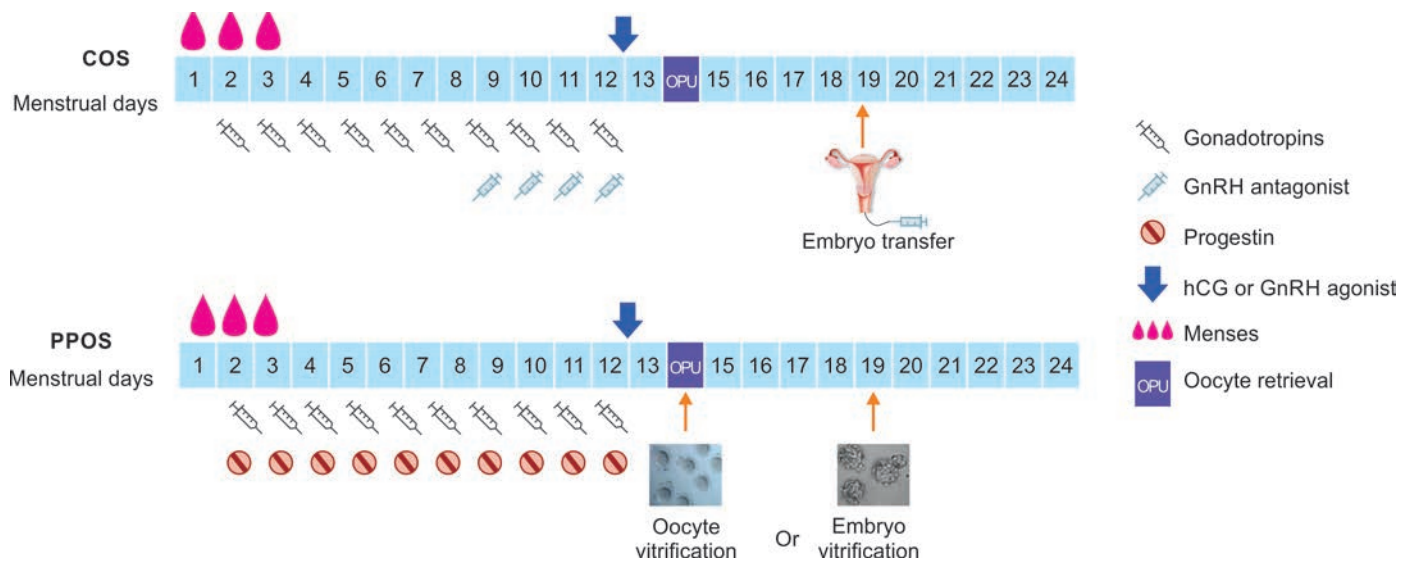 COS
Menstrual days
1 2 3 4 5 6 7 8 9 10 11 12 13 OPU 15 16 17 18 19 20 21 22 23 24
Embryo transfer
PPOS
Menstrual days
1 2 3 4 5 6 7 8 9 10 11 12 13 OPU 15 16 17 18 19 20 21 22 23 24
Oocyte
vitrification
Or
Embryo
vitrification
Gonadotropins
GnRH antagonist
Progestin
hCG or GnRH agonist
Menses
OPU Oocyte retrieval